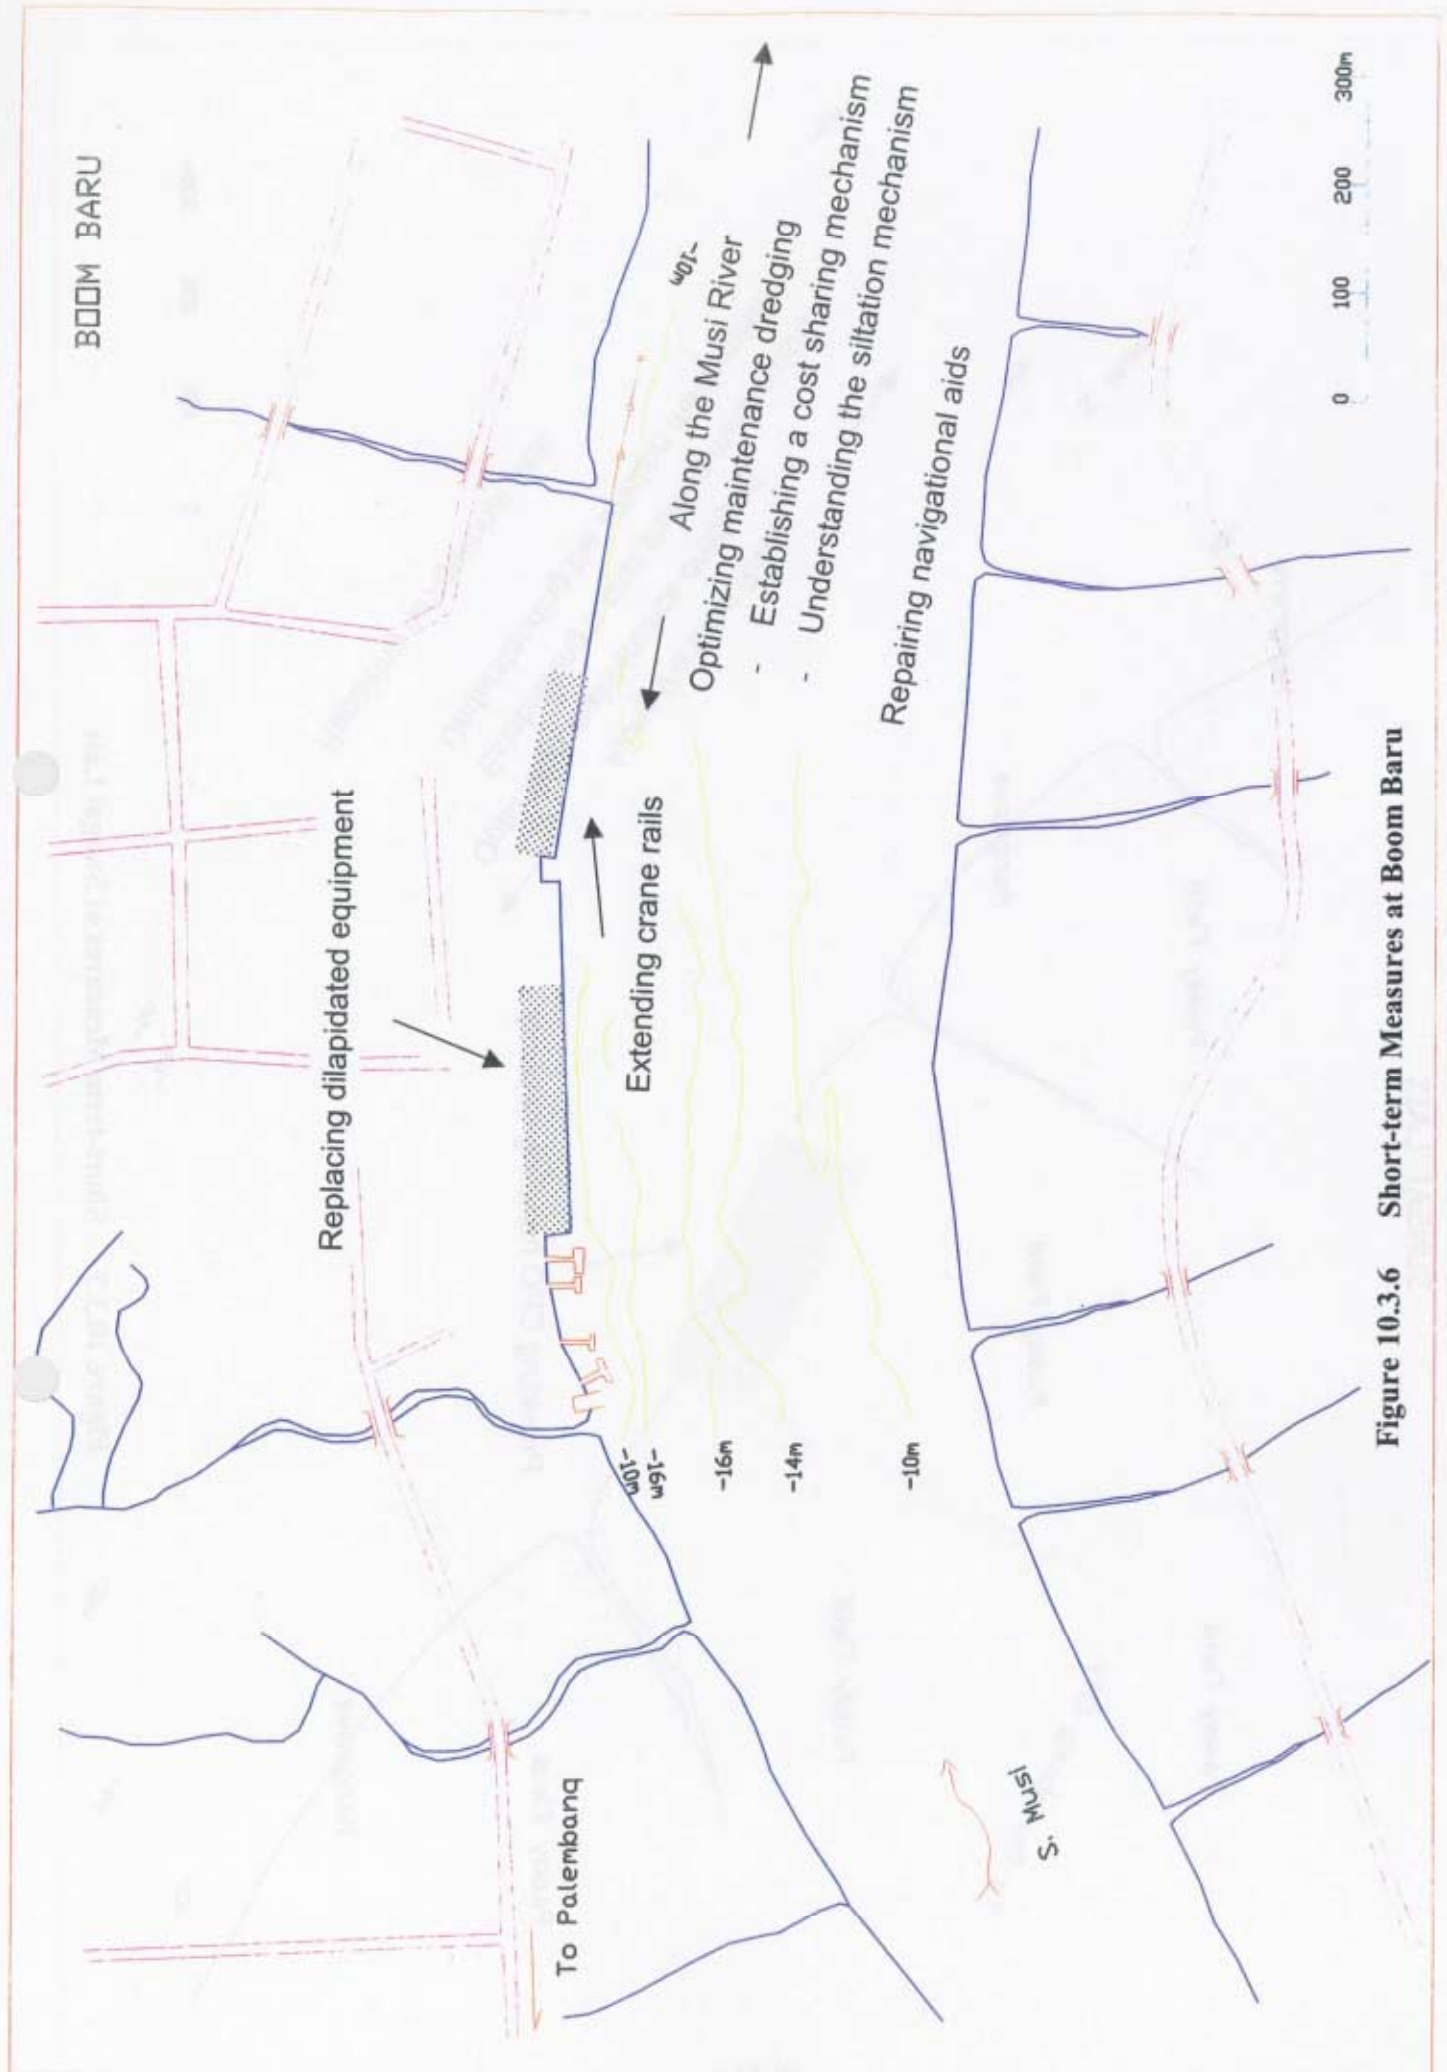 BOOM BARU
Replacing dilapidated equipment
Extending crane rails
-10m
Along the Musi River
Optimizing maintenance dredging
- Establishing a cost sharing mechanism
- Understanding the siltation mechanism
Repairing navigational aids
-10m
-16m
-16m
-14m
-10m
To Palembang
S. Musi
0 100 200 300m
Figure 10.3.6 Short-term Measures at Boom Baru